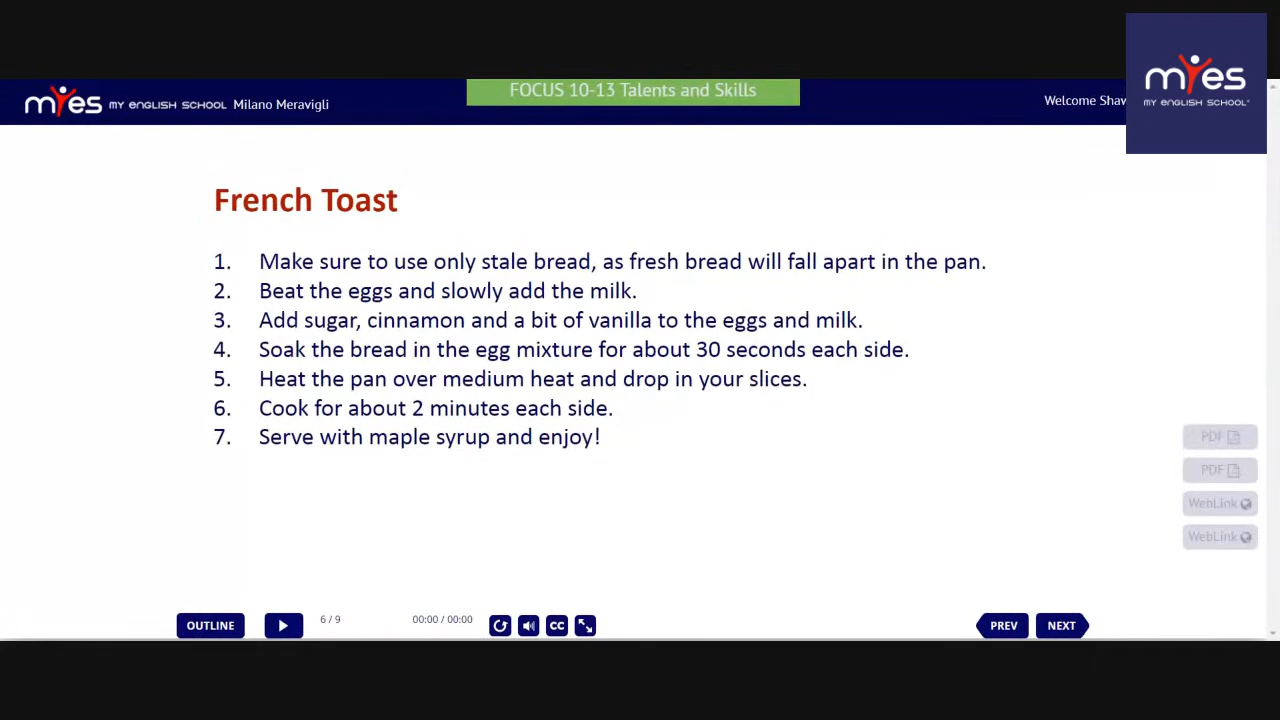 FOCUS 10-13 Talents and Skills
myes MY ENGLISH SCHOOL Milano Meravigli
Welcome Shaw
myes
MY ENGLISH SCHOOL
French Toast
1. Make sure to use only stale bread, as fresh bread will fall apart in the pan.
2. Beat the eggs and slowly add the milk.
3. Add sugar, cinnamon and a bit of vanilla to the eggs and milk.
4. Soak the bread in the egg mixture for about 30 seconds each side.
5. Heat the pan over medium heat and drop in your slices.
6. Cook for about 2 minutes each side.
7. Serve with maple syrup and enjoy!
PDF
PDF
WebLink
WebLink
OUTLINE 6 / 9 00:00 / 00:00 CC PREV NEXT